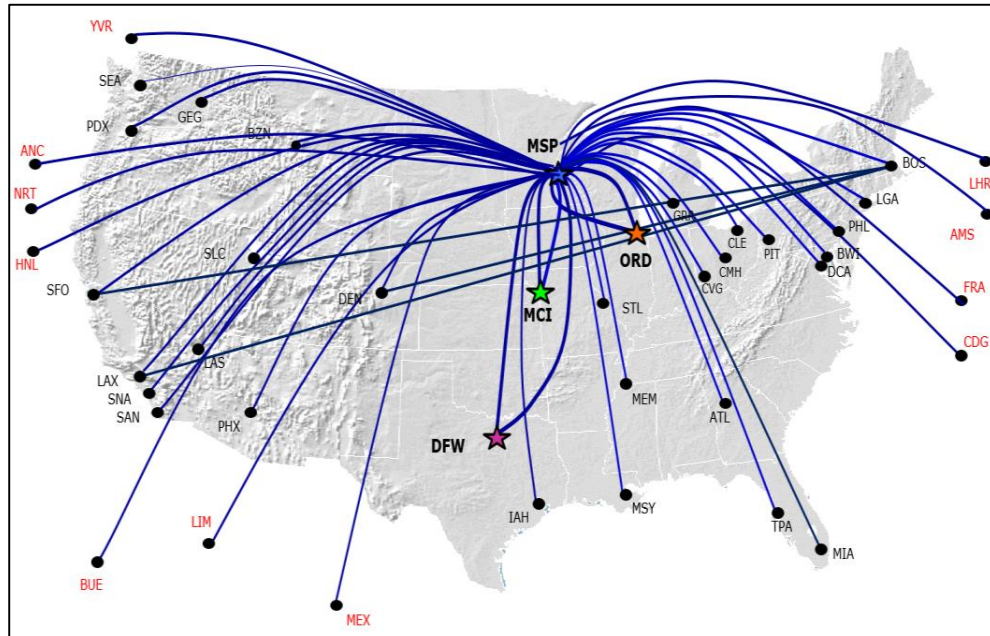 YVR
SEA
GEG
PDX
BZN
MSP
ANC
BOS
LHR
NRT
GRR
LGA
PHL
AMS
CLE
PIT
HNL
SLC
ORD
BWI
CMH
DCA
SFO
DEN
CVG
FRA
MCI
STL
CDG
LAS
LAX
SNA
MEM
SAN
PHX
ATL
DFW
IAH
MSY
LIM
TPA
MIA
BUE
MEX